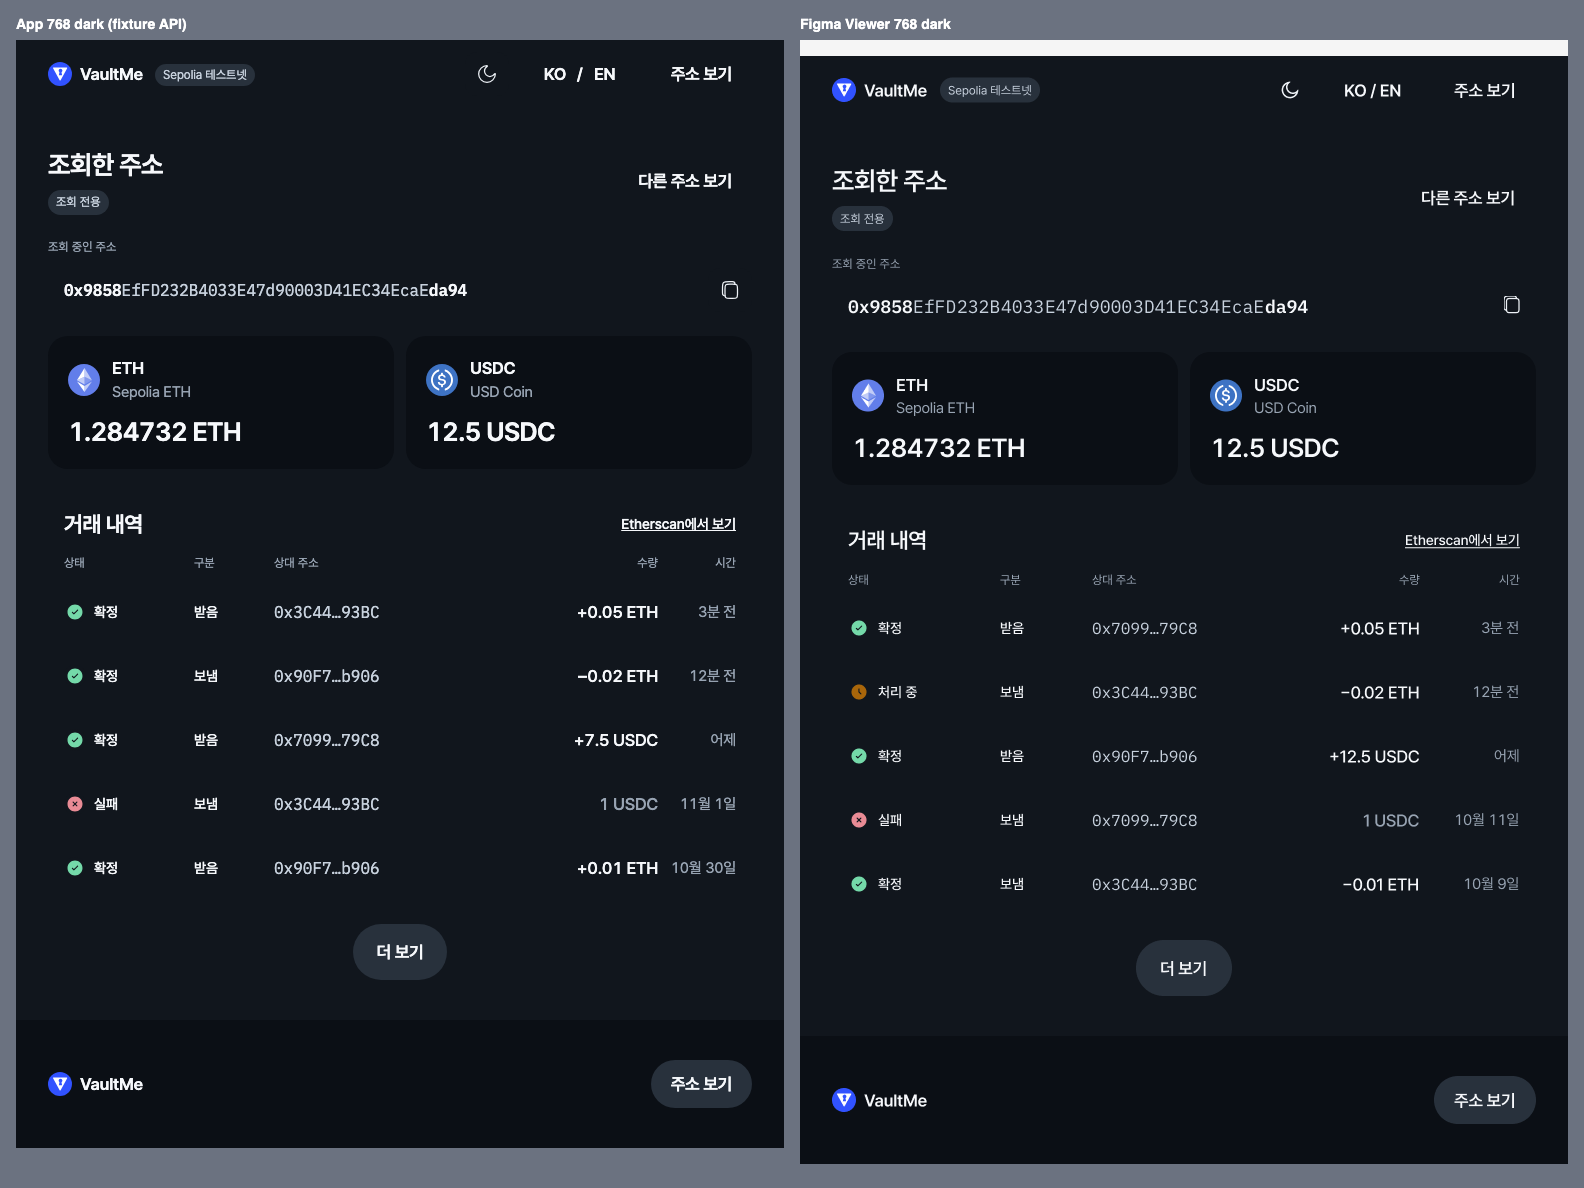 App 768 dark (fixture API)
VaultMe
Sepolia 테스트넷
KO / EN
주소 보기
조회한 주소
조회 전용
다른 주소 보기
조회 중인 주소
0x9858EfFD232B4033E47d90003D41EC34EcaEda94
ETH
Sepolia ETH
1.284732 ETH
USDC
USD Coin
12.5 USDC
거래 내역
Etherscan에서 보기
상태 구분 상대 주소 수량 시간
확정 받음 0x3C44…93BC +0.05 ETH 3분 전
확정 보냄 0x90F7…b906 −0.02 ETH 12분 전
확정 받음 0x7099…79C8 +7.5 USDC 어제
실패 보냄 0x3C44…93BC 1 USDC 11월 1일
확정 받음 0x90F7…b906 +0.01 ETH 10월 30일
더 보기
VaultMe
주소 보기
Figma Viewer 768 dark
VaultMe
Sepolia 테스트넷
KO / EN
주소 보기
조회한 주소
조회 전용
다른 주소 보기
조회 중인 주소
0x9858EfFD232B4033E47d90003D41EC34EcaEda94
ETH
Sepolia ETH
1.284732 ETH
USDC
USD Coin
12.5 USDC
거래 내역
Etherscan에서 보기
상태 구분 상대 주소 수량 시간
확정 받음 0x7099…79C8 +0.05 ETH 3분 전
처리 중 보냄 0x3C44…93BC −0.02 ETH 12분 전
확정 받음 0x90F7…b906 +12.5 USDC 어제
실패 보냄 0x7099…79C8 1 USDC 10월 11일
확정 보냄 0x3C44…93BC −0.01 ETH 10월 9일
더 보기
VaultMe
주소 보기